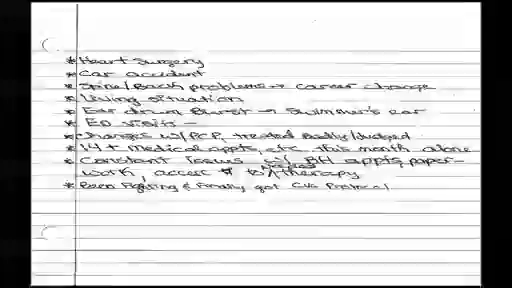 * Heart Surgery
* Car accident
* Spine/Back problems → career change
* Living situation
* Ear drum Burst → Swimmer's ear
ED visits -
* Changes w/PCP, treated Badly/Judged
* 14+ medical appts, etc. this month alone
* Constant Issues w/ BH appts, paper-
work, access to / therapy
* Been Fighting & Finally got Protocol